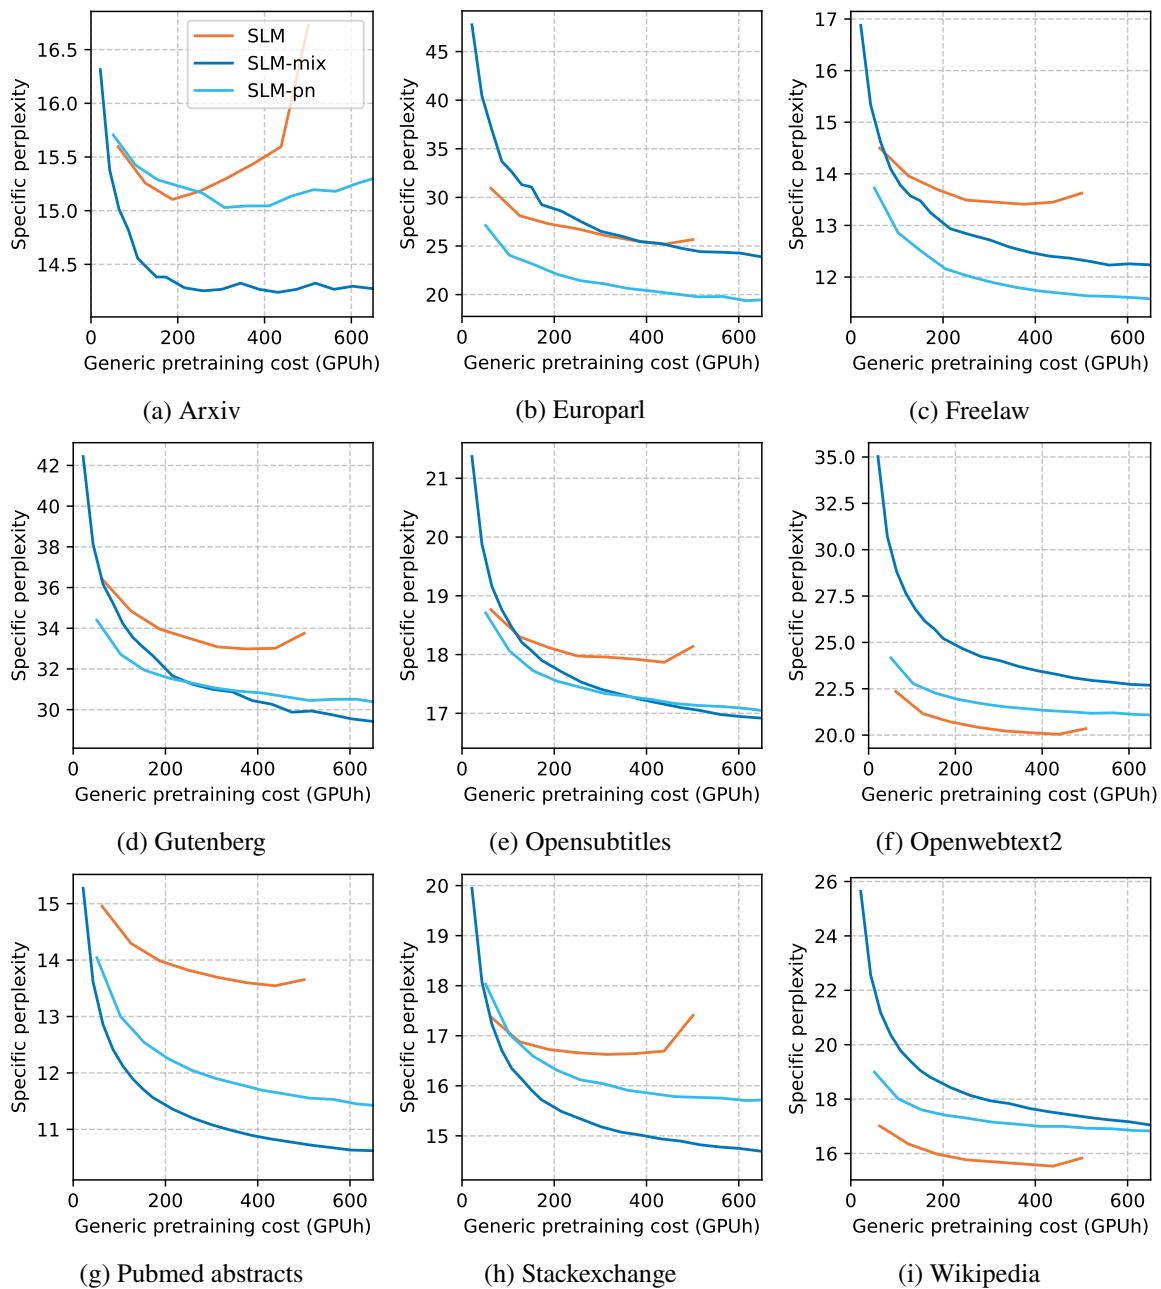 16.5
16.0
15.5
15.0
14.5
Specific perplexity
SLM
SLM-mix
SLM-pn
0 200 400 600
Generic pretraining cost (GPUh)
(a) Arxiv
45
40
35
30
25
20
Specific perplexity
0 200 400 600
Generic pretraining cost (GPUh)
(b) Europarl
17
16
15
14
13
12
Specific perplexity
0 200 400 600
Generic pretraining cost (GPUh)
(c) Freelaw
42
40
38
36
34
32
30
Specific perplexity
0 200 400 600
Generic pretraining cost (GPUh)
(d) Gutenberg
21
20
19
18
17
Specific perplexity
0 200 400 600
Generic pretraining cost (GPUh)
(e) Opensubtitles
35.0
32.5
30.0
27.5
25.0
22.5
20.0
Specific perplexity
0 200 400 600
Generic pretraining cost (GPUh)
(f) Openwebtext2
15
14
13
12
11
Specific perplexity
0 200 400 600
Generic pretraining cost (GPUh)
(g) Pubmed abstracts
20
19
18
17
16
15
Specific perplexity
0 200 400 600
Generic pretraining cost (GPUh)
(h) Stackexchange
26
24
22
20
18
16
Specific perplexity
0 200 400 600
Generic pretraining cost (GPUh)
(i) Wikipedia